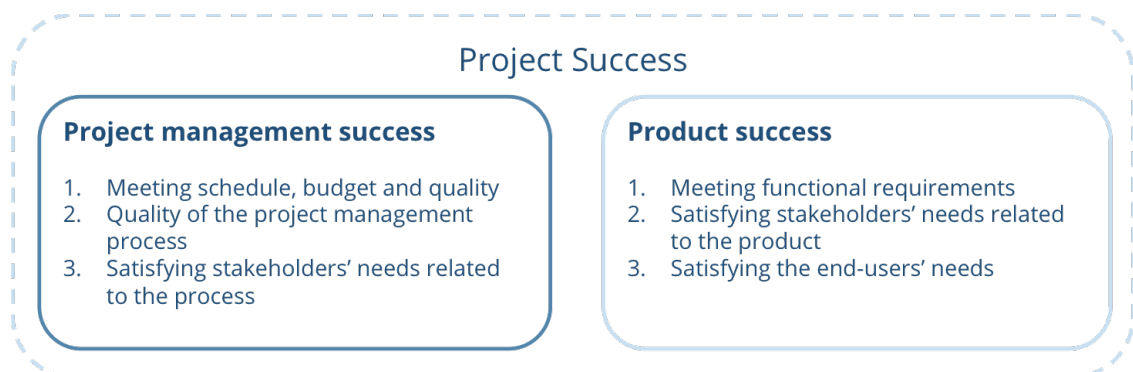 Project Success
Project management success
1. Meeting schedule, budget and quality
2. Quality of the project management
process
3. Satisfying stakeholders’ needs related
to the process
Product success
1. Meeting functional requirements
2. Satisfying stakeholders’ needs related
to the product
3. Satisfying the end-users’ needs